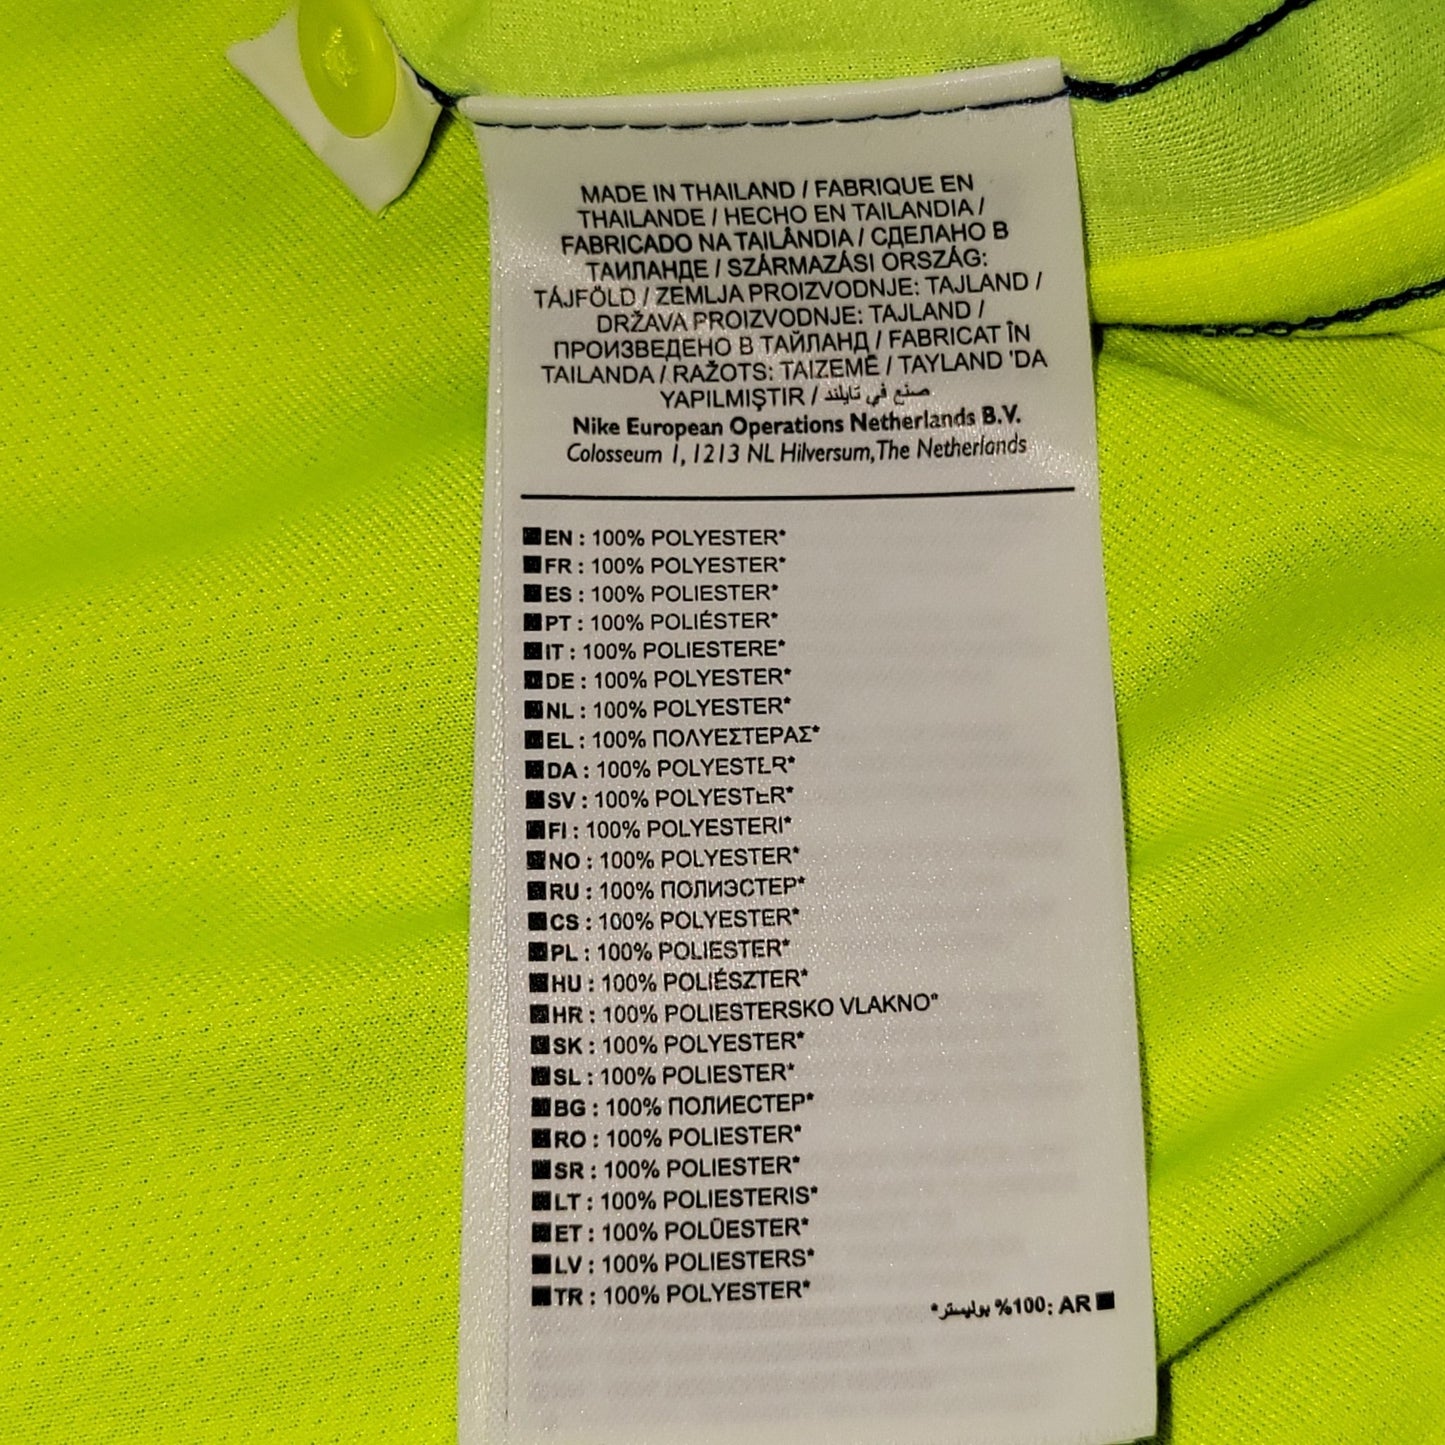 MADE IN THAILAND / FABRIQUE EN
THAILANDE / HECHO EN TAILANDIA /
FABRICADO NA TAILÂNDIA / СДЕЛАНО В
ТАИЛАНДЕ / SZÁRMAZÁSI ORSZÁG:
TÁJFÖLD / ZEMLJA PROIZVODNJE: TAJLAND /
DRŽAVA PROIZVODNJE: TAJLAND /
ПРОИЗВЕДЕНО В ТАЙЛАНД / FABRICAT ÎN
TAILANDA / RAŽOTS: TAIZEMĒ / TAYLAND 'DA
YAPILMIŞTIR / صنع في تايلند
Nike European Operations Netherlands B.V.
Colosseum 1, 1213 NL Hilversum, The Netherlands
EN : 100% POLYESTER*
FR : 100% POLYESTER*
ES : 100% POLIESTER*
PT : 100% POLIÉSTER*
IT : 100% POLIESTERE*
DE : 100% POLYESTER*
NL : 100% POLYESTER*
EL : 100% ΠΟΛΥΕΣΤΕΡΑΣ*
DA : 100% POLYESTER*
SV : 100% POLYESTER*
FI : 100% POLYESTERI*
NO : 100% POLYESTER*
RU : 100% ПОЛИЭСТЕР*
CS : 100% POLYESTER*
PL : 100% POLIESTER*
HU : 100% POLIÉSZTER*
HR : 100% POLIESTERSKO VLAKNO*
SK : 100% POLYESTER*
SL : 100% POLIESTER*
BG : 100% ПОЛИЕСТЕР*
RO : 100% POLIESTER*
SR : 100% POLIESTER*
LT : 100% POLIESTERIS*
ET : 100% POLÜESTER*
LV : 100% POLIESTERS*
TR : 100% POLYESTER*
AR :100% بوليستر*